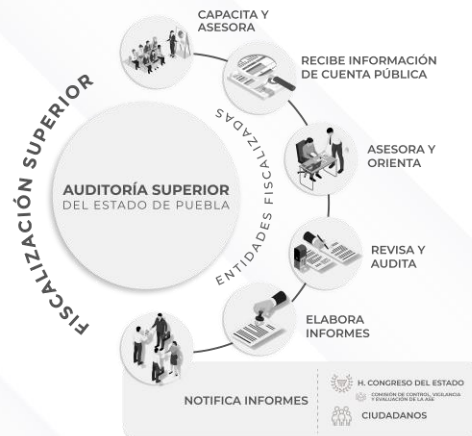 CAPACITA Y
ASESORA
RECIBE INFORMACIÓN
DE CUENTA PÚBLICA
FISCALIZACIÓN SUPERIOR
ENTIDADES FISCALIZADAS
ASESORA Y
ORIENTA
AUDITORÍA SUPERIOR
DEL ESTADO DE PUEBLA
REVISA Y
AUDITA
ELABORA
INFORMES
NOTIFICA INFORMES
H. CONGRESO DEL ESTADO
COMISIÓN DE CONTROL, VIGILANCIA
Y EVALUACIÓN DE LA ASE
CIUDADANOS